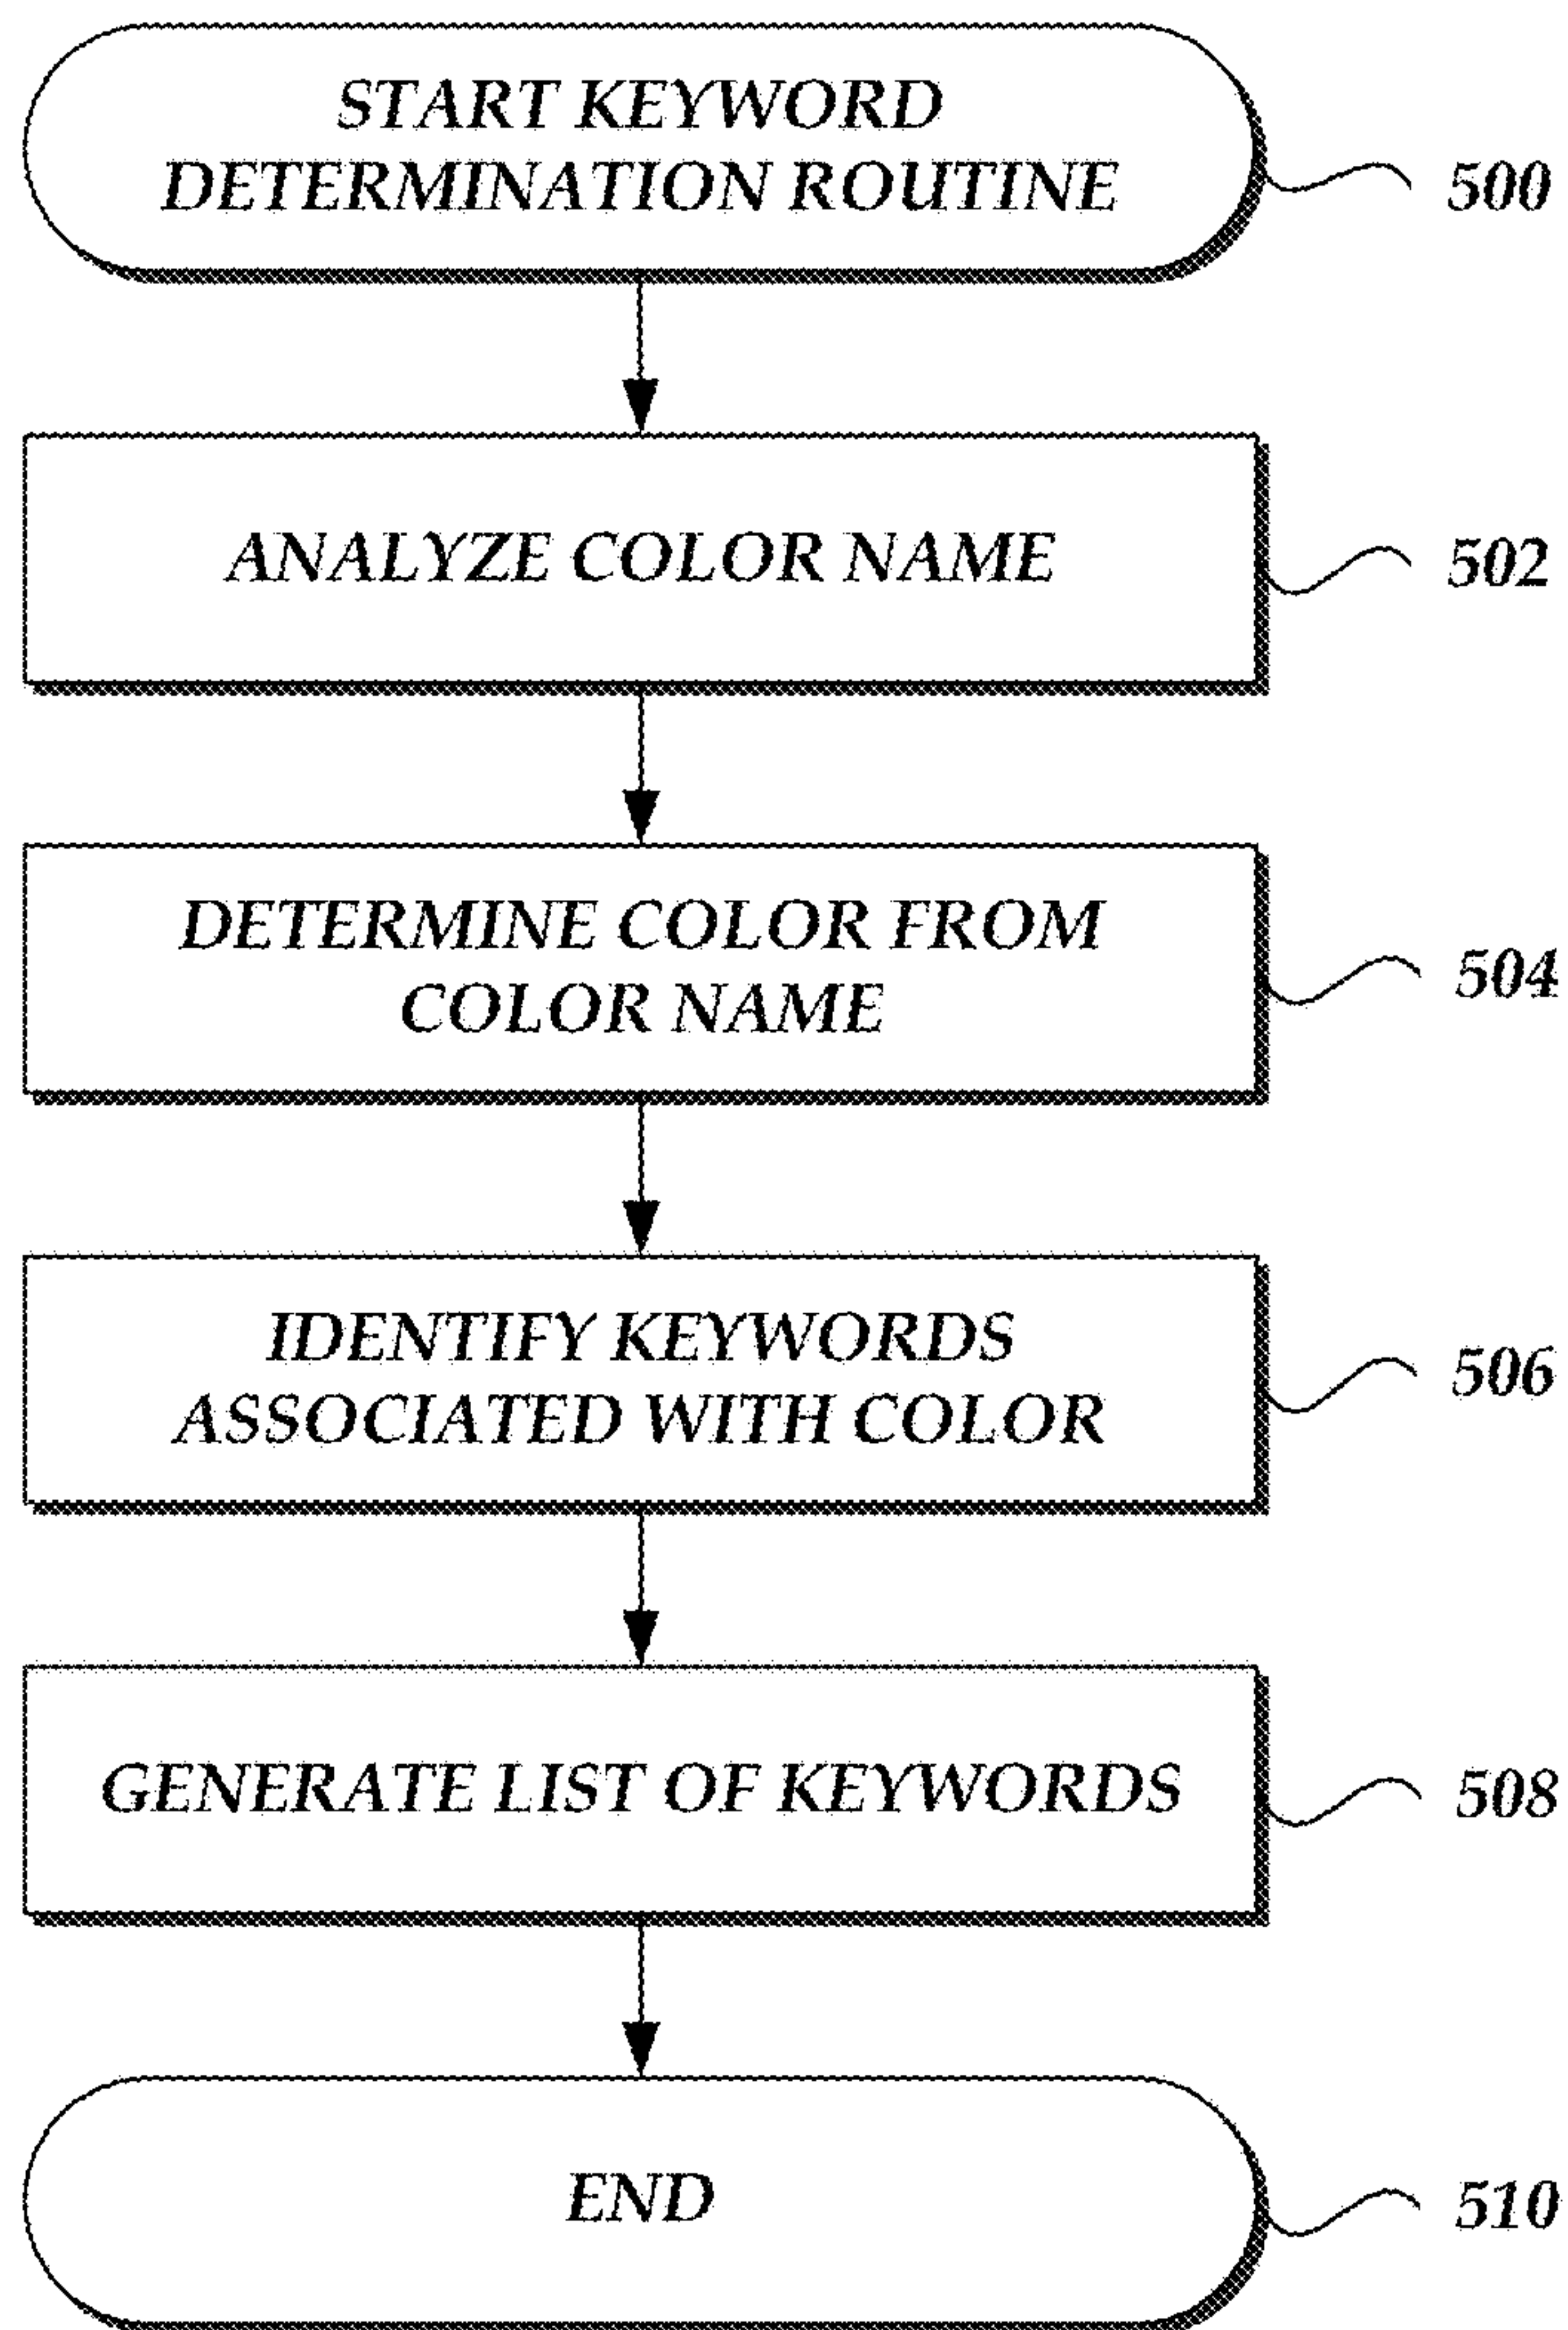 START KEYWORD
DETERMINATION ROUTINE
500
ANALYZE COLOR NAME
502
DETERMINE COLOR FROM
COLOR NAME
504
IDENTIFY KEYWORDS
ASSOCIATED WITH COLOR
506
GENERATE LIST OF KEYWORDS
508
END
510